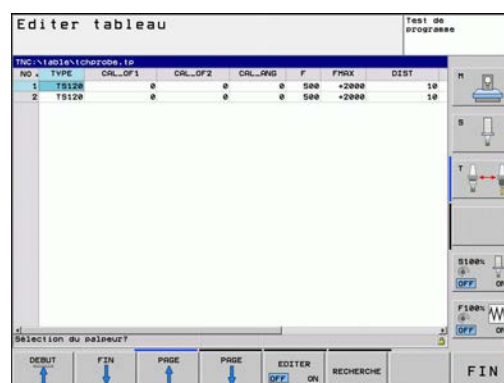 Editer tableau
Test de
programme
TNC:\table\tchprobe.tp
NO TYPE CAL_OF1 CAL_OF2 CAL_ANG F FMAX DIST
1 TS120 0 0 0 500 +2000 10
2 TS120 0 0 0 500 +2000 10
Sélection du palpeur?
M
S
T
S100%
OFF ON
F100%
OFF ON
DEBUT FIN PAGE PAGE EDITER RECHERCHE FIN
OFF ON